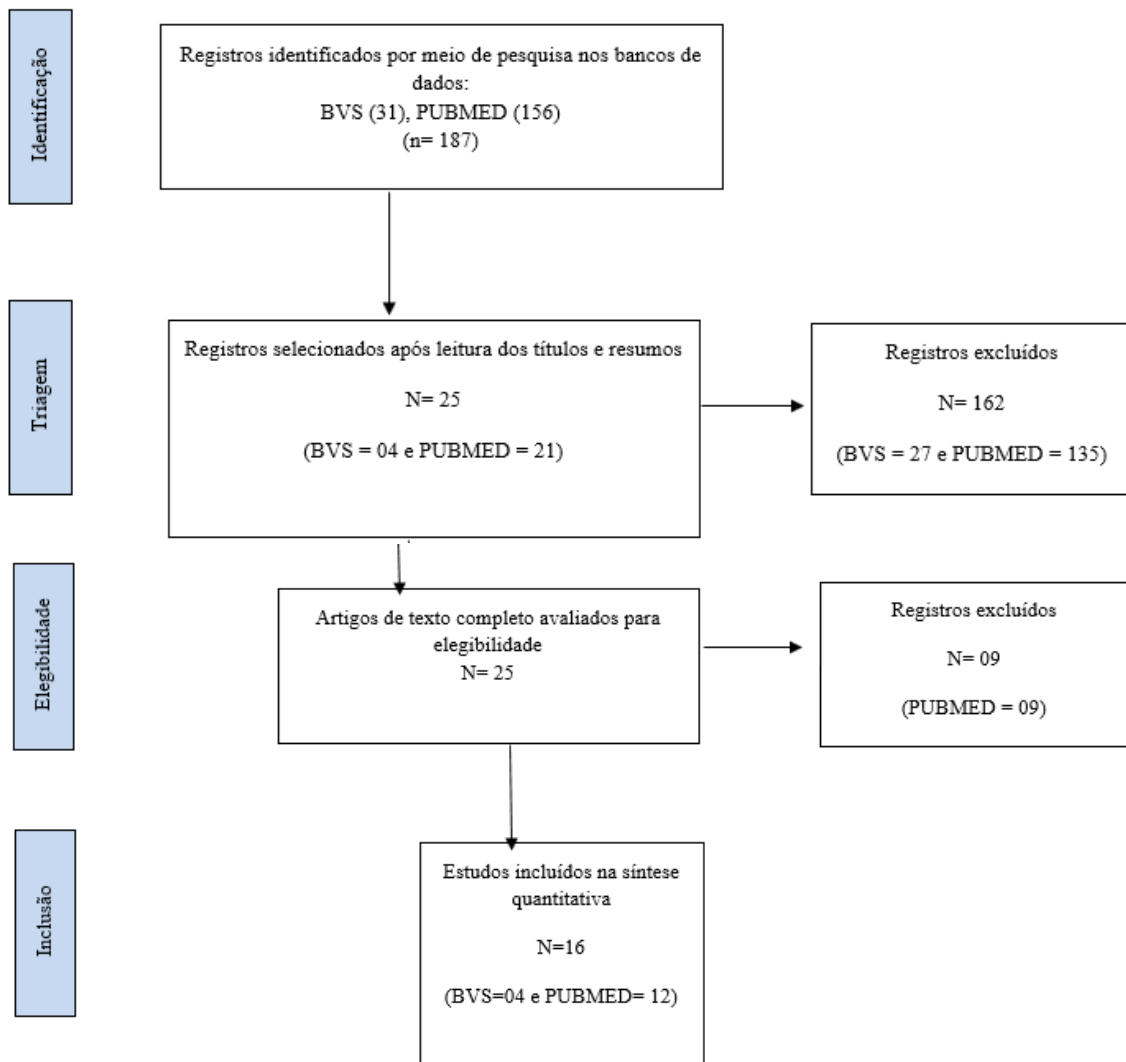 Identificação
Registros identificados por meio de pesquisa nos bancos de
dados:
BVS (31), PUBMED (156)
(n= 187)
Triagem
Registros selecionados após leitura dos títulos e resumos
N= 25
(BVS = 04 e PUBMED = 21)
Registros excluídos
N= 162
(BVS = 27 e PUBMED = 135)
Elegibilidade
Artigos de texto completo avaliados para
elegibilidade
N= 25
Registros excluídos
N= 09
(PUBMED = 09)
Inclusão
Estudos incluídos na síntese
quantitativa
N=16
(BVS=04 e PUBMED= 12)